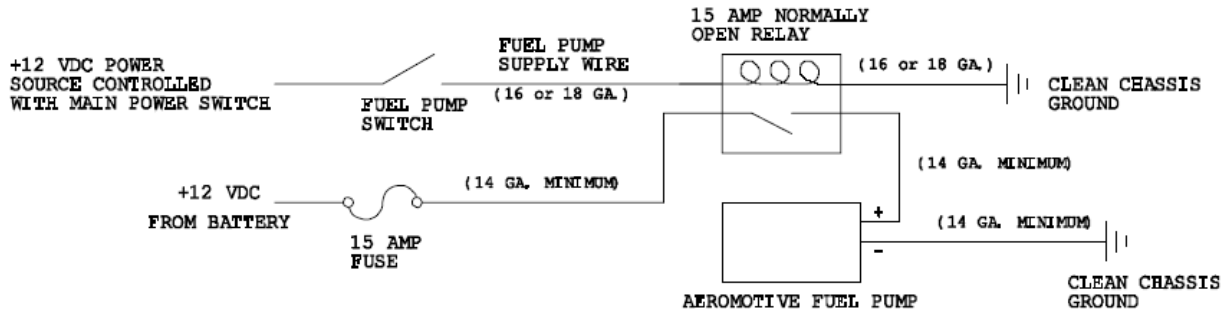 15 AMP NORMALLY
OPEN RELAY
+12 VDC POWER
SOURCE CONTROLLED
WITH MAIN POWER SWITCH
FUEL PUMP
SWITCH
FUEL PUMP
SUPPLY WIRE
(16 or 18 GA.)
(16 or 18 GA.)
CLEAN CHASSIS
GROUND
+12 VDC
FROM BATTERY
15 AMP
FUSE
(14 GA. MINIMUM)
(14 GA. MINIMUM)
+
-
(14 GA. MINIMUM)
AEROMOTIVE FUEL PUMP
CLEAN CHASSIS
GROUND